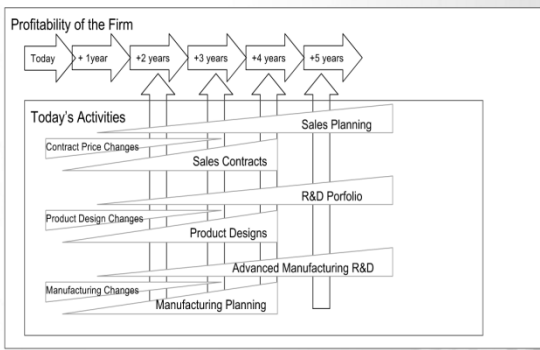 Profitability of the Firm
Today
+ 1year
+2 years
+3 years
+4 years
+5 years
Today's Activities
Sales Planning
Contract Price Changes
Sales Contracts
R&D Porfolio
Product Design Changes
Product Designs
Advanced Manufacturing R&D
Manufacturing Changes
Manufacturing Planning